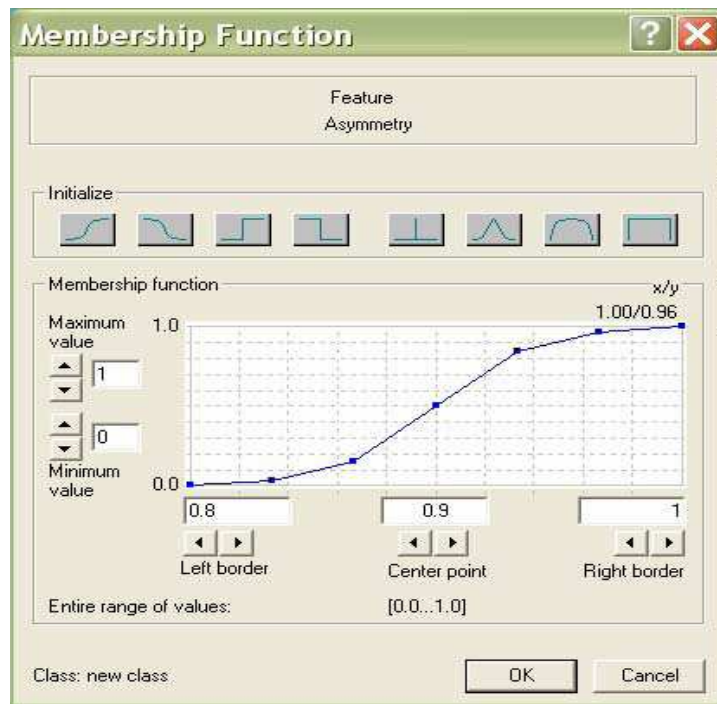 Membership Function
Feature
Asymmetry
Initialize
Membership function
x/y
1.00/0.96
Maximum
value
1
0
Minimum
value
1.0
0.0
0.8
0.9
1
Left border
Center point
Right border
Entire range of values:
[0.0...1.0]
Class: new class
OK
Cancel